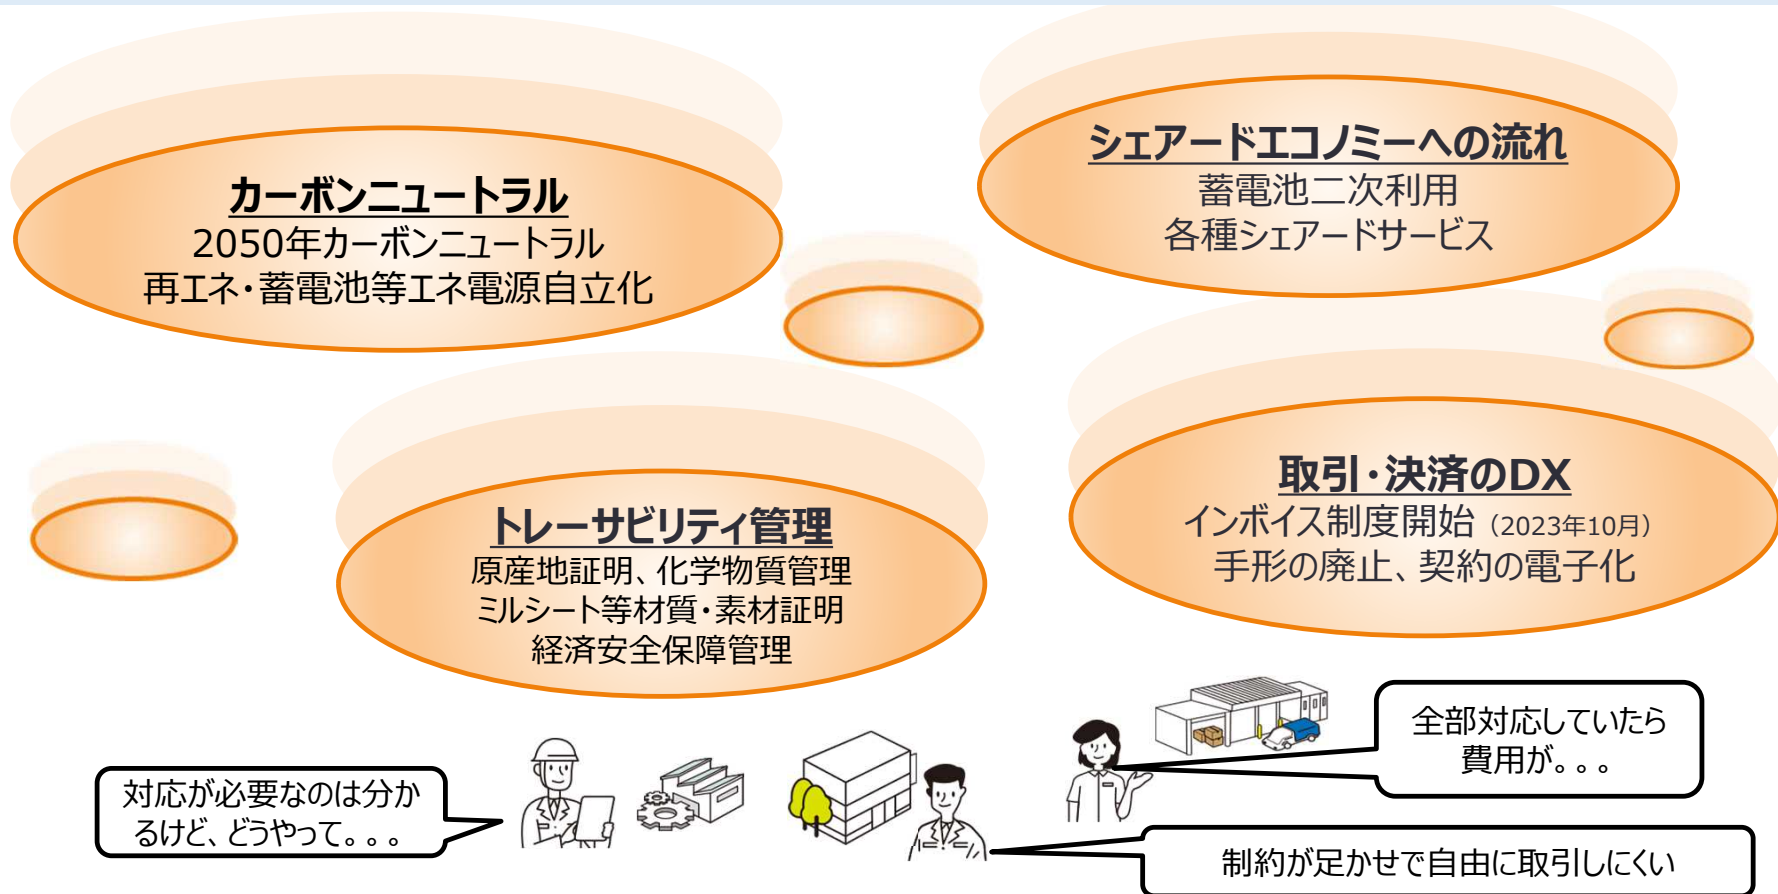 カーボンニュートラル
2050年カーボンニュートラル
再エネ・蓄電池等エネ電源自立化
シェアードエコノミーへの流れ
蓄電池二次利用
各種シェアードサービス
トレーサビリティ管理
原産地証明、化学物質管理
ミルシート等材質・素材証明
経済安全保障管理
取引・決済のDX
インボイス制度開始（2023年10月）
手形の廃止、契約の電子化
対応が必要なのは分か
るけど、どうやって。。。
全部対応していたら
費用が。。。
制約が足かせで自由に取引しにくい